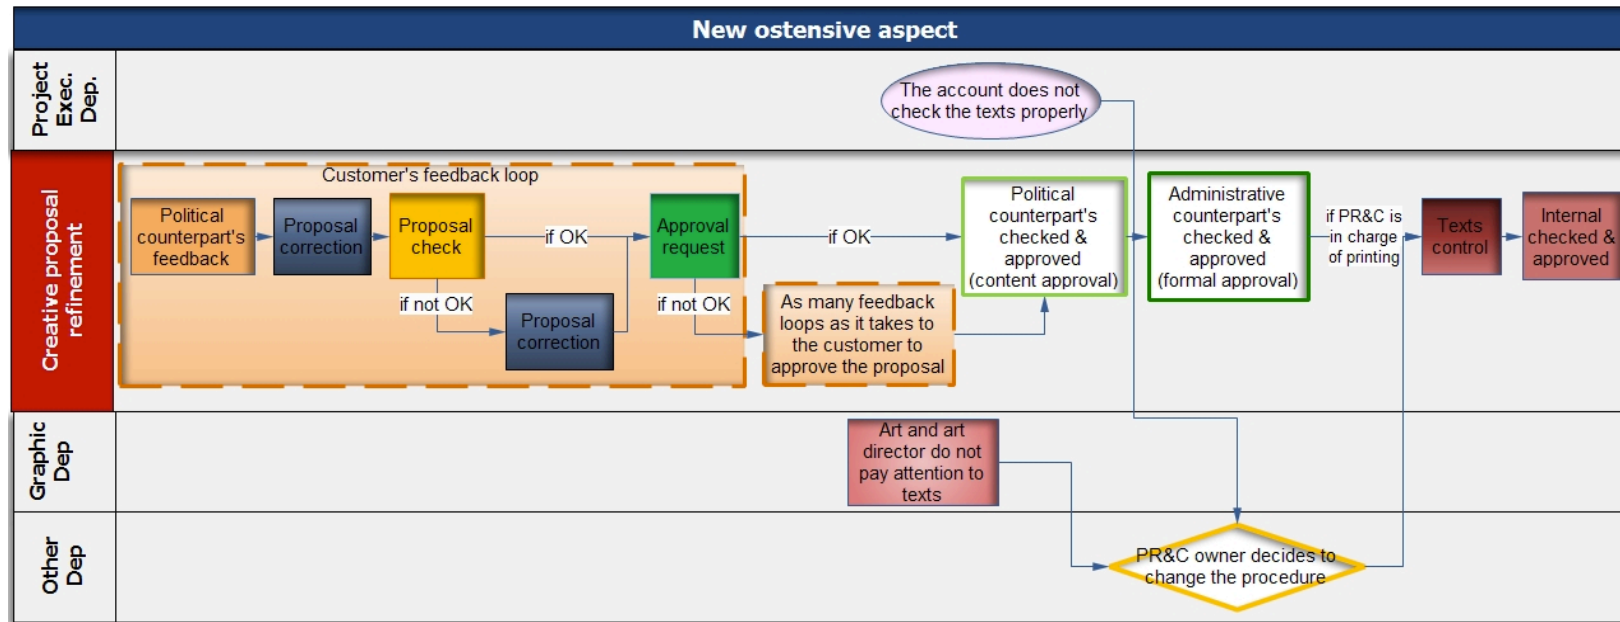 New ostensive aspect
Project
Exec.
Dep.
The account does not
check the texts properly
Creative proposal
refinement
Customer's feedback loop
Political
counterpart's
feedback
Proposal
correction
Proposal
check
if OK
if not OK
Proposal
correction
Approval
request
if OK
if not OK
As many feedback
loops as it takes to
the customer to
approve the proposal
Political
counterpart's
checked &
approved
(content approval)
Administrative
counterpart's
checked &
approved
(formal approval)
if PR&C is
in charge
of printing
Texts
control
Internal
checked &
approved
Graphic
Dep
Art and art
director do not
pay attention to
texts
Other
Dep
PR&C owner decides to
change the procedure